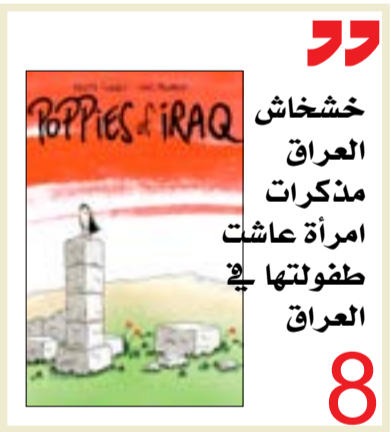 ”
POPPIES of IRAQ
خشخاش
العراق
مذكرات
امرأة عاشت
طفولتها في
العراق
8